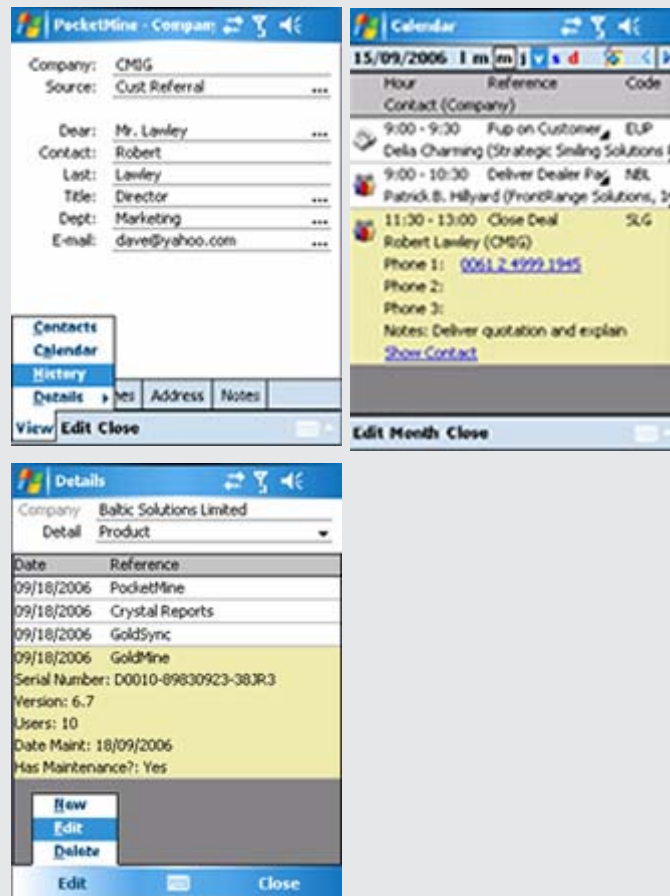 PocketMine - Compan
Company: CMIG
Source: Cust Referral ...
Dear: Mr. Lawley ...
Contact: Robert
Last: Lawley
Title: Director ...
Dept: Marketing ...
E-mail: dave@yahoo.com ...
Contacts
Calendar
History
Details
nes Address Notes
View Edit Close
Calendar
15/09/2006 l m m j v s d
Hour Reference Code
Contact (Company)
9:00 - 9:30 Fup on Customer EUP
Delia Charming (Strategic Smiling Solutions
9:00 - 10:30 Deliver Dealer Pag NBL
Patrick.B. Hillyard (FrontRange Solutions, I
11:30 - 13:00 Close Deal SLG
Robert Lawley (CMIG)
Phone 1: 0061 2 4999 1945
Phone 2:
Phone 3:
Notes: Deliver quotation and explain
Show Contact
Edit Month Close
Details
Company Baltic Solutions Limited
Detail Product
Date Reference
09/18/2006 PocketMine
09/18/2006 Crystal Reports
09/18/2006 GoldSync
09/18/2006 GoldMine
Serial Number: D0010-89830923-38JR3
Version: 6.7
Users: 10
Date Maint: 18/09/2006
Has Maintenance?: Yes
New
Edit
Delete
Edit Close